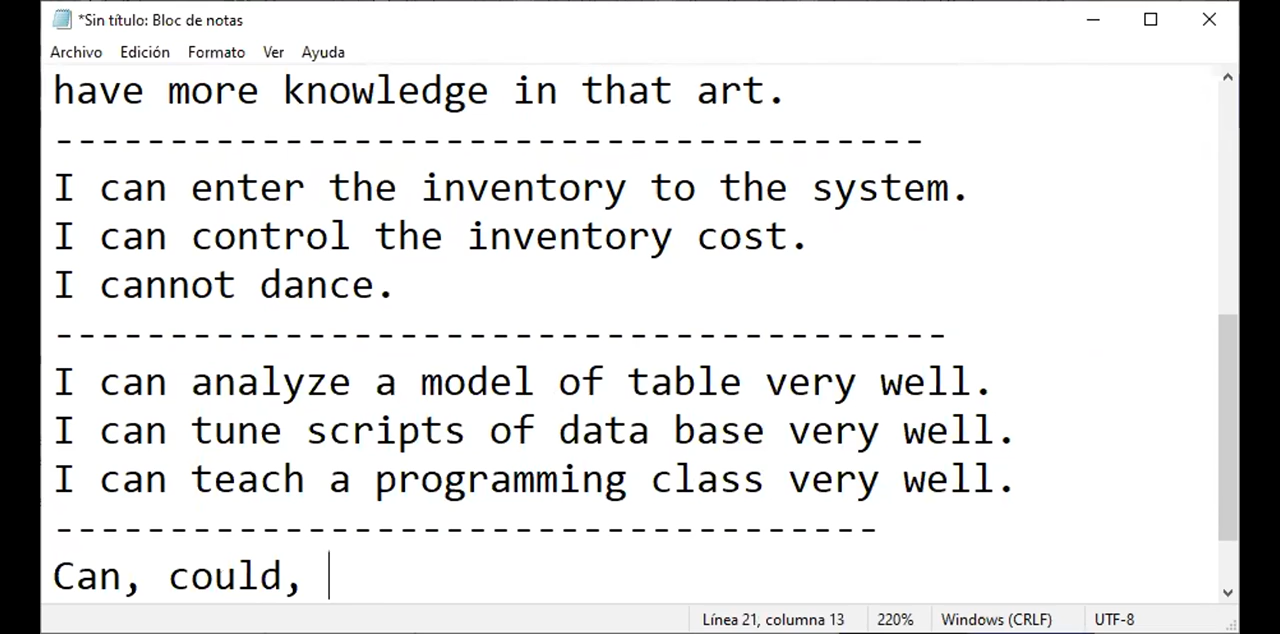 *Sin título: Bloc de notas
Archivo Edición Formato Ver Ayuda
have more knowledge in that art.
--------------------------------------
I can enter the inventory to the system.
I can control the inventory cost.
I cannot dance.
---------------------------------------
I can analyze a model of table very well.
I can tune scripts of data base very well.
I can teach a programming class very well.
------------------------------------
Can, could,
Línea 21, columna 13 220% Windows (CRLF) UTF-8